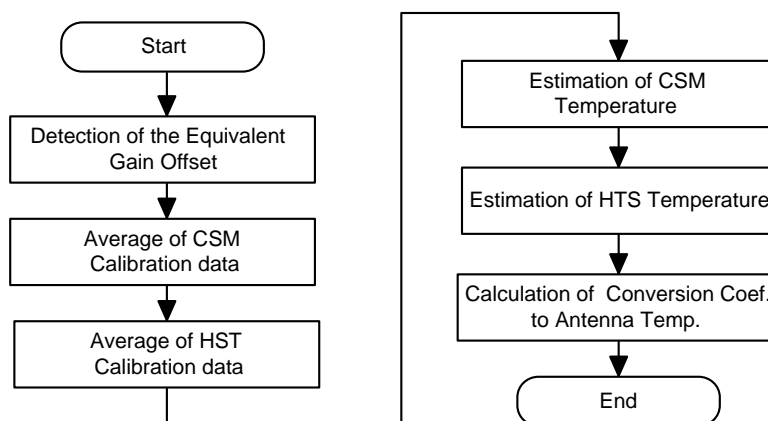 Start
Detection of the Equivalent
Gain Offset
Average of CSM
Calibration data
Average of HST
Calibration data
Estimation of CSM
Temperature
Estimation of HTS Temperature
Calculation of  Conversion Coef.
to Antenna Temp.
End